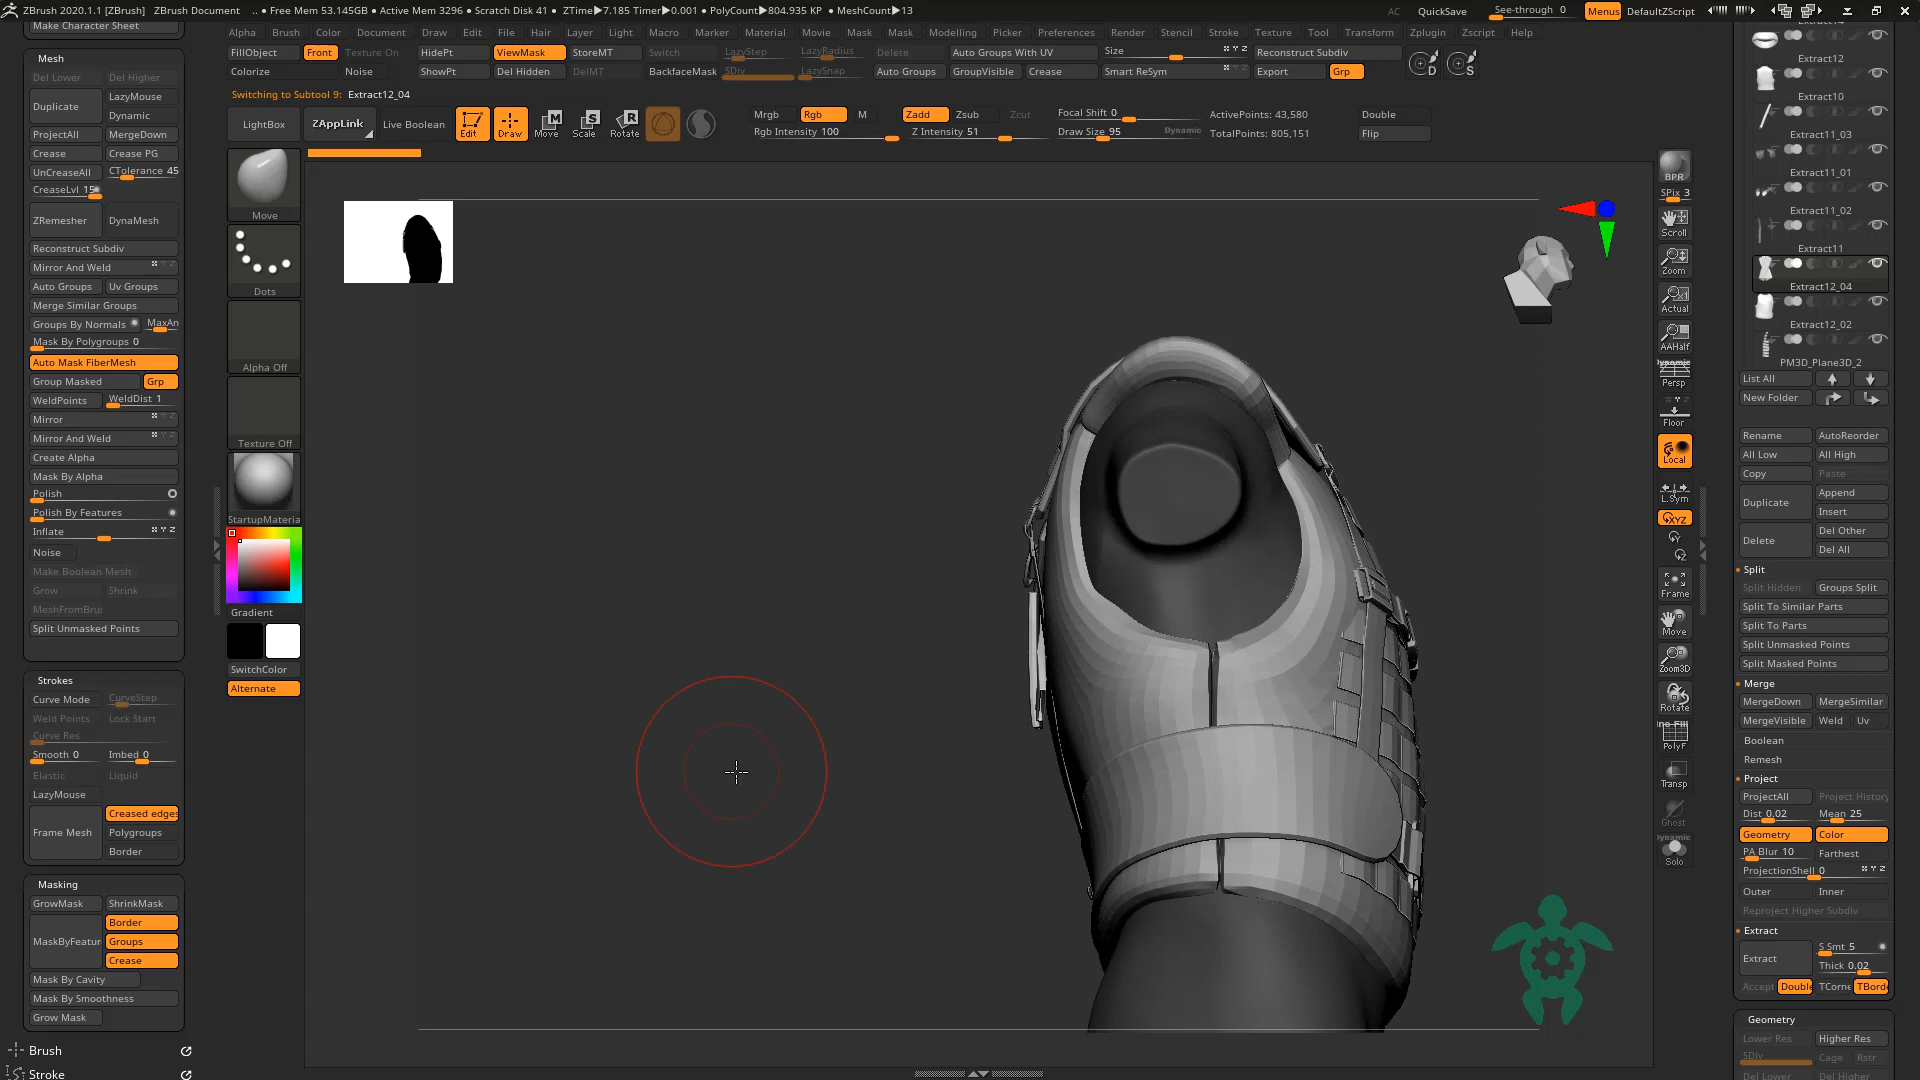 ZBrush 2020.1.1 [ZBrush] ZBrush Document .. • Free Mem 53.145GB • Active Mem 3296 • Scratch Disk 41 • ZTime▶7.185 Timer▶0.001 • PolyCount▶804.935 KP • MeshCount▶13 AC QuickSave See-through 0 Menus DefaultZScript
Make Character Sheet
Alpha Brush Color Document Draw Edit File Hair Layer Light Macro Marker Material Movie Mask Mask Modelling Picker Preferences Render Stencil Stroke Texture Tool Transform Zplugin Zscript Help
FillObject Front Texture On HidePt ViewMask StoreMT Switch LazyStep LazyRadius Delete Auto Groups With UV Size Reconstruct Subdiv
Colorize Noise ShowPt Del Hidden DelMT BackfaceMask SDiv LazySnap Auto Groups GroupVisible Crease Smart ReSym Export Grp
Switching to Subtool 9: Extract12_04
LightBox ZAppLink Live Boolean Edit Draw Move Scale Rotate
Mrgb Rgb M Zadd Zsub Zcut Focal Shift 0 ActivePoints: 43,580 Double
Rgb Intensity 100 Z Intensity 51 Draw Size 95 Dynamic TotalPoints: 805,151 Flip
Mesh
Del Lower Del Higher
Duplicate LazyMouse
Dynamic
ProjectAll MergeDown
Crease Crease PG
UnCreaseAll CTolerance 45
CreaseLvl 15
ZRemesher DynaMesh
Reconstruct Subdiv
Mirror And Weld
Auto Groups Uv Groups
Merge Similar Groups
Groups By Normals MaxAn
Mask By Polygroups 0
Auto Mask FiberMesh
Group Masked Grp
WeldPoints WeldDist 1
Mirror
Mirror And Weld
Create Alpha
Mask By Alpha
Polish
Polish By Features
Inflate
Noise
Make Boolean Mesh
Grow Shrink
MeshFromBru
Split Unmasked Points
Strokes
Curve Mode CurveStep
Weld Points Lock Start
Curve Res
Smooth 0 Imbed 0
Elastic Liquid
LazyMouse
Frame Mesh Creased edges
Polygroups
Border
Masking
GrowMask ShrinkMask
MaskByFeatur Border
Groups
Crease
Mask By Cavity
Mask By Smoothness
Grow Mask
Brush
Stroke
Move
Dots
Alpha Off
Texture Off
StartupMateria
Gradient
SwitchColor
Alternate
BPR
SPix 3
Scroll
Zoom
Actual
AAHalf
Dynamic
Persp
Floor
Local
L.Sym
XYZ
Frame
Move
Zoom3D
Rotate
PolyF
Transp
Ghost
Dynamic
Solo
Extract12
Extract10
Extract11_03
Extract11_01
Extract11_02
Extract11
Extract12_04
Extract12_02
PM3D_Plane3D_2
List All
New Folder
Rename AutoReorder
All Low All High
Copy Paste
Duplicate Append
Insert
Delete Del Other
Del All
Split
Split Hidden Groups Split
Split To Similar Parts
Split To Parts
Split Unmasked Points
Split Masked Points
Merge
MergeDown MergeSimilar
MergeVisible Weld Uv
Boolean
Remesh
Project
ProjectAll Project History
Dist 0.02 Mean 25
Geometry Color
PA Blur 10 Farthest
ProjectionShell 0
Outer Inner
Reproject Higher Subdiv
Extract
Extract S Smt 5
Thick 0.02
Accept Double TCorne TBorde
Geometry
Lower Res Higher Res
SDiv Cage Rstr
Del Lower Del Higher